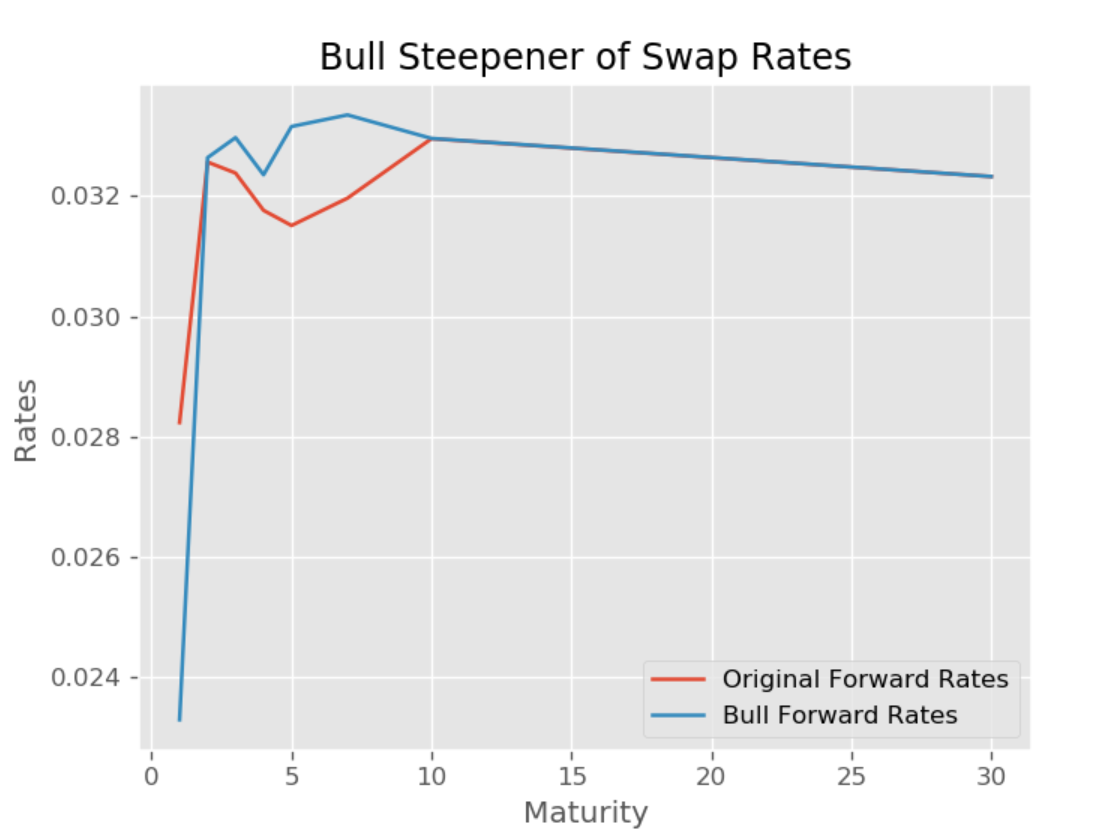 Bull Steepener of Swap Rates
Rates
0.032
0.030
0.028
0.026
0.024
Original Forward Rates
Bull Forward Rates
0 5 10 15 20 25 30
Maturity